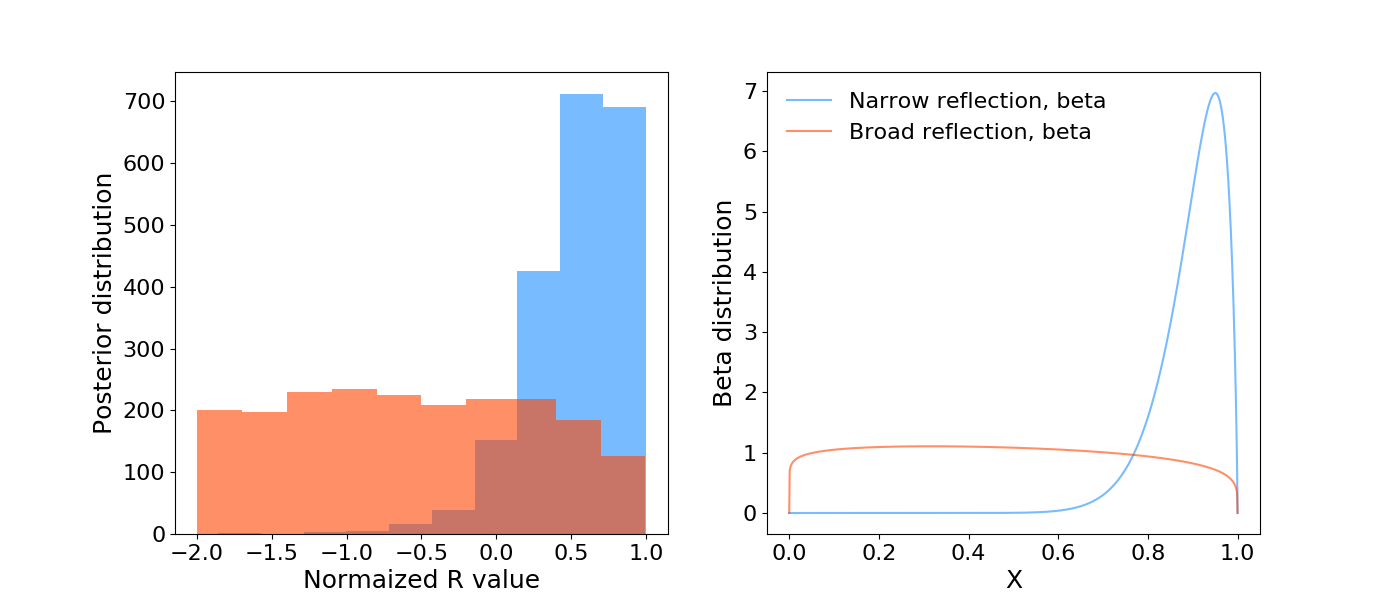 Posterior distribution
700
600
500
400
300
200
100
0
−2.0 −1.5 −1.0 −0.5 0.0 0.5 1.0
Normaized R value
Beta distribution
7
6
5
4
3
2
1
0
Narrow reflection, beta
Broad reflection, beta
0.0 0.2 0.4 0.6 0.8 1.0
X